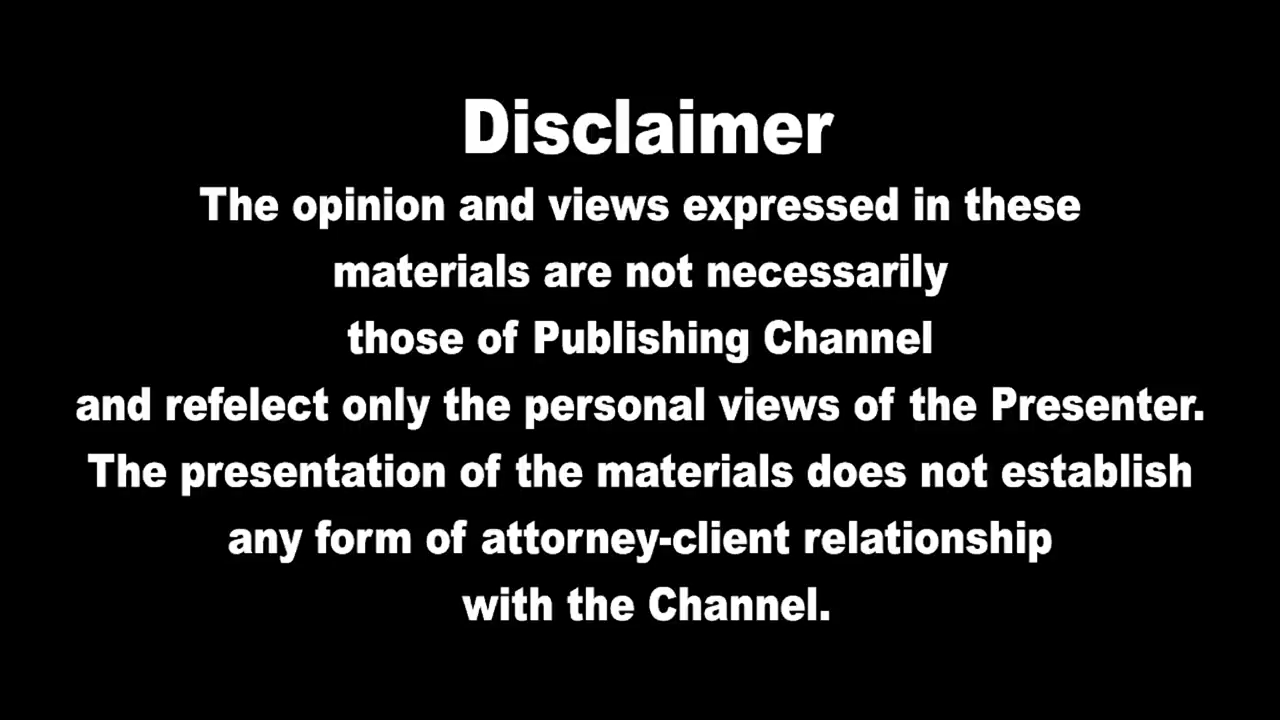 Disclaimer
The opinion and views expressed in these
materials are not necessarily
those of Publishing Channel
and refelect only the personal views of the Presenter.
The presentation of the materials does not establish
any form of attorney-client relationship
with the Channel.